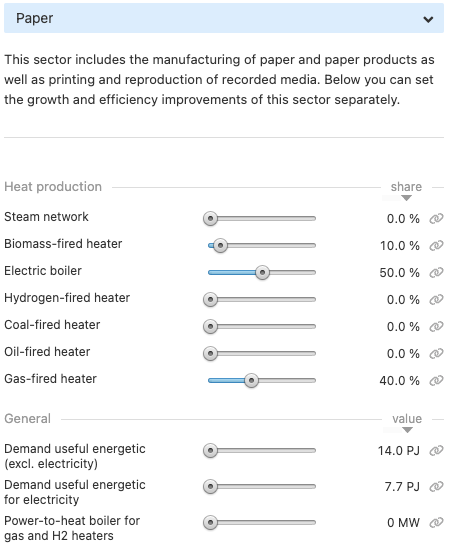 Paper
This sector includes the manufacturing of paper and paper products as
well as printing and reproduction of recorded media. Below you can set
the growth and efficiency improvements of this sector separately.
Heat production share
Steam network 0.0 %
Biomass-fired heater 10.0 %
Electric boiler 50.0 %
Hydrogen-fired heater 0.0 %
Coal-fired heater 0.0 %
Oil-fired heater 0.0 %
Gas-fired heater 40.0 %
General value
Demand useful energetic
(excl. electricity) 14.0 PJ
Demand useful energetic
for electricity 7.7 PJ
Power-to-heat boiler for
gas and H2 heaters 0 MW